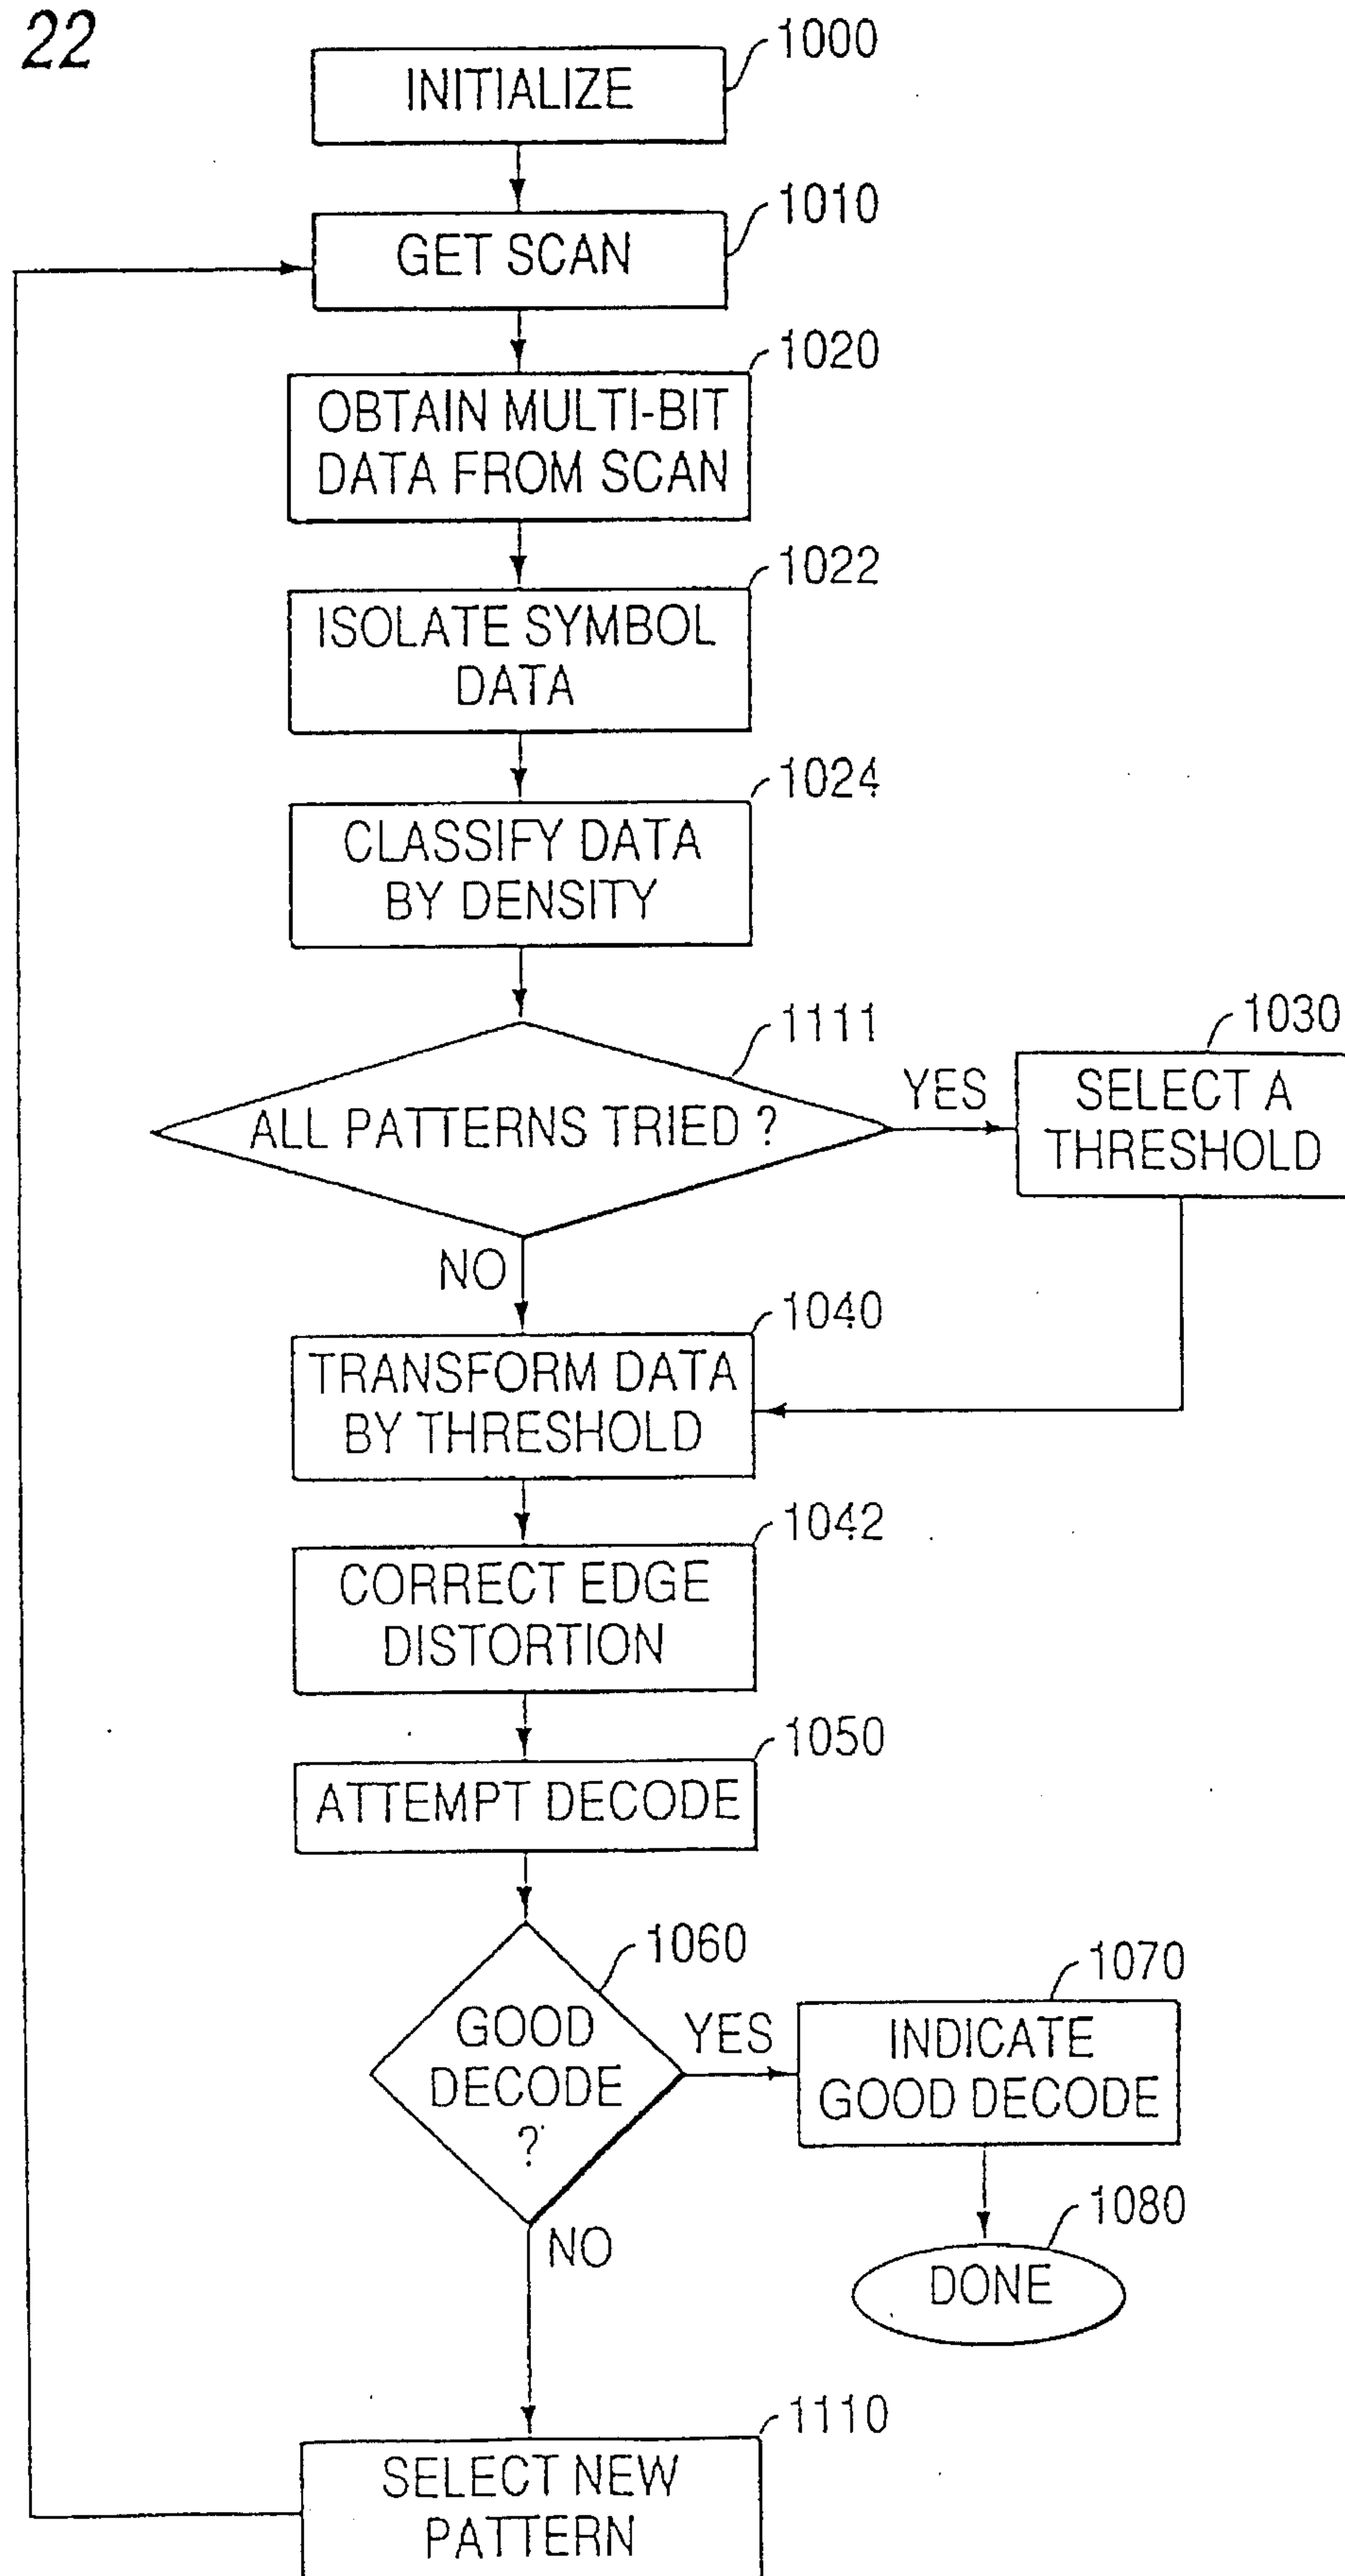 22
1000
INITIALIZE
1010
GET SCAN
1020
OBTAIN MULTI-BIT
DATA FROM SCAN
1022
ISOLATE SYMBOL
DATA
1024
CLASSIFY DATA
BY DENSITY
1111
ALL PATTERNS TRIED ?
YES
1030
SELECT A
THRESHOLD
NO
1040
TRANSFORM DATA
BY THRESHOLD
1042
CORRECT EDGE
DISTORTION
1050
ATTEMPT DECODE
1060
GOOD
DECODE
?
YES
1070
INDICATE
GOOD DECODE
NO
1080
DONE
1110
SELECT NEW
PATTERN